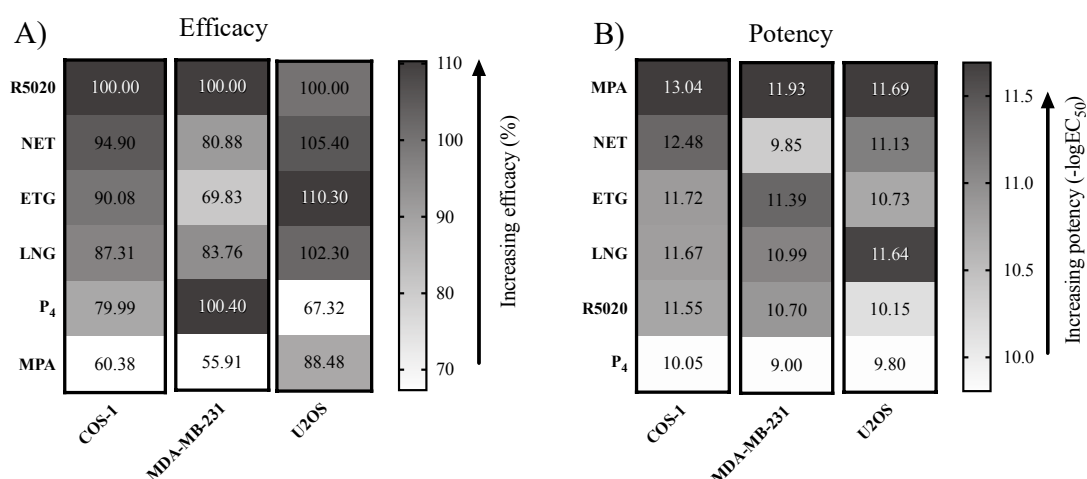 A) Efficacy
R5020 100.00 100.00 100.00
NET 94.90 80.88 105.40
ETG 90.08 69.83 110.30
LNG 87.31 83.76 102.30
P₄ 79.99 100.40 67.32
MPA 60.38 55.91 88.48
COS-1 MDA-MB-231 U2OS
110
100
90
80
70
Increasing efficacy (%)
B) Potency
MPA 13.04 11.93 11.69
NET 12.48 9.85 11.13
ETG 11.72 11.39 10.73
LNG 11.67 10.99 11.64
R5020 11.55 10.70 10.15
P₄ 10.05 9.00 9.80
COS-1 MDA-MB-231 U2OS
11.5
11.0
10.5
10.0
Increasing potency (-logEC₅₀)